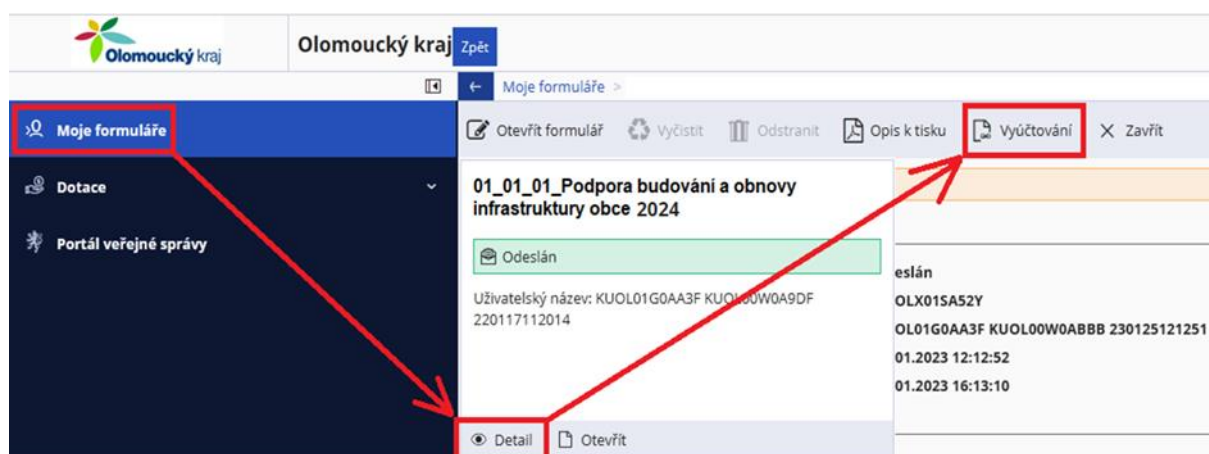 Olomoucký kraj
Olomoucký kraj
Zpět
Moje formuláře >
Moje formuláře
Dotace
Portál veřejné správy
Otevřít formulář
Vyčistit
Odstranit
Opis k tisku
Vyúčtování
Zavřít
01_01_01_Podpora budování a obnovy
infrastruktury obce 2024
Odeslán
Uživatelský název: KUOL01G0AA3F KUOL00W0A9DF
220117112014
Detail
Otevřít
eslán
OLX01SA52Y
OL01G0AA3F KUOL00W0ABBB 230125121251
01.2023 12:12:52
01.2023 16:13:10